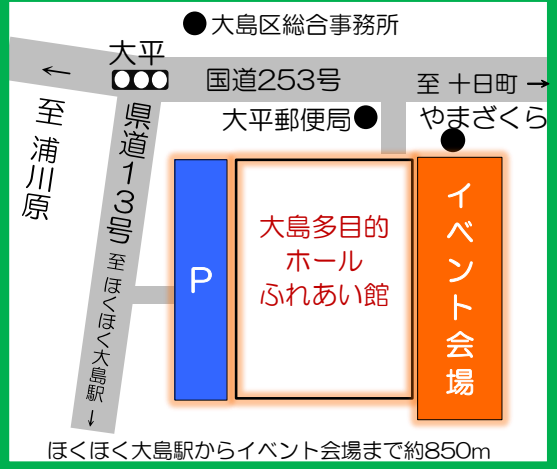 ●大島区総合事務所
大平
←
国道253号
至 十日町 →
至 浦川原
県道13号
至 ほくほく大島駅→
大平郵便局●
やまざくら
P
大島多目的
ホール
ふれあい館
イベント会場
ほくほく大島駅からイベント会場まで約850m